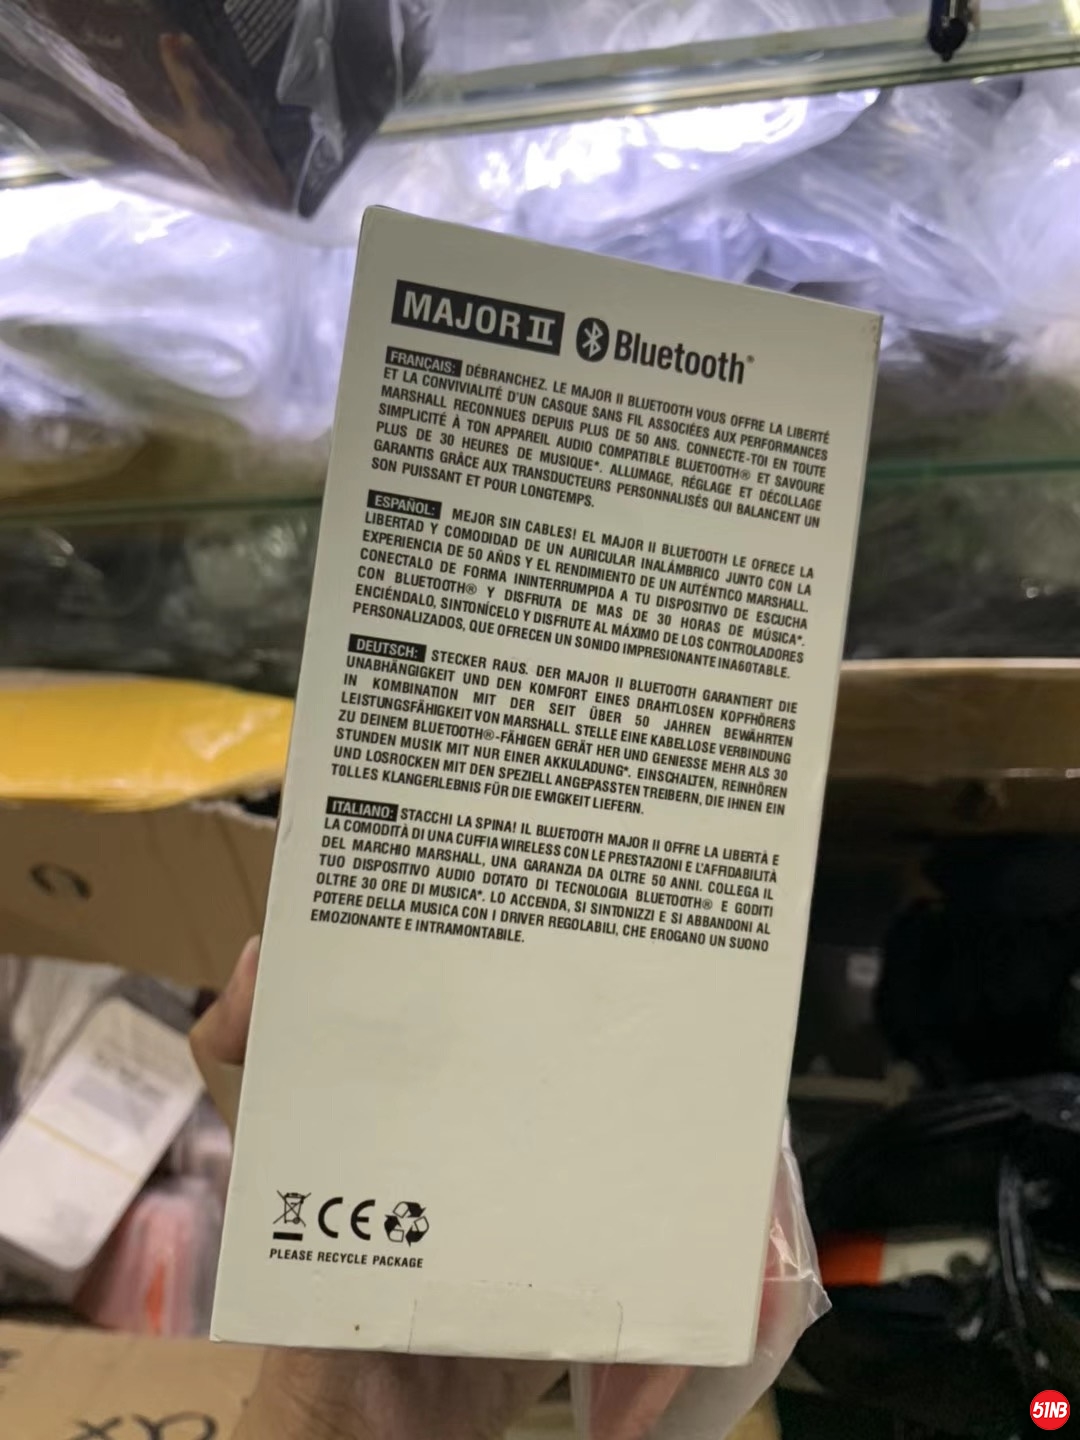 MAJOR II Bluetooth®
FRANÇAIS: DÉBRANCHEZ. LE MAJOR II BLUETOOTH VOUS OFFRE LA LIBERTÉ
ET LA CONVIVIALITÉ D'UN CASQUE SANS FIL ASSOCIÉES AUX PERFORMANCES
MARSHALL RECONNUES DEPUIS PLUS DE 50 ANS. CONNECTE-TOI EN TOUTE
SIMPLICITÉ À TON APPAREIL AUDIO COMPATIBLE BLUETOOTH® ET SAVOURE
PLUS DE 30 HEURES DE MUSIQUE*. ALLUMAGE, RÉGLAGE ET DÉCOLLAGE
GARANTIS GRÂCE AUX TRANSDUCTEURS PERSONNALISÉS QUI BALANCENT UN
SON PUISSANT ET POUR LONGTEMPS.
ESPAÑOL: MEJOR SIN CABLES! EL MAJOR II BLUETOOTH LE OFRECE LA
LIBERTAD Y COMODIDAD DE UN AURICULAR INALÁMBRICO JUNTO CON LA
EXPERIENCIA DE 50 AÑDS Y EL RENDIMIENTO DE UN AUTÉNTICO MARSHALL.
CONECTALO DE FORMA ININTERRUMPIDA A TU DISPOSITIVO DE ESCUCHA
CON BLUETOOTH® Y DISFRUTA DE MAS DE 30 HORAS DE MÚSICA*.
ENCIÉNDALO, SINTONÍCELO Y DISFRUTE AL MÁXIMO DE LOS CONTROLADORES
PERSONALIZADOS, QUE OFRECEN UN SONIDO IMPRESIONANTE INA60TABLE.
DEUTSCH: STECKER RAUS. DER MAJOR II BLUETOOTH GARANTIERT DIE
UNABHÄNGIGKEIT UND DEN KOMFORT EINES DRAHTLOSEN KOPFHÖRERS
IN KOMBINATION MIT DER SEIT ÜBER 50 JAHREN BEWÄHRTEN
LEISTUNGSFÄHIGKEIT VON MARSHALL. STELLE EINE KABELLOSE VERBINDUNG
ZU DEINEM BLUETOOTH®-FÄHIGEN GERÄT HER UND GENIESSE MEHR ALS 30
STUNDEN MUSIK MIT NUR EINER AKKULADUNG*. EINSCHALTEN, REINHÖREN
UND LOSROCKEN MIT DEN SPEZIELL ANGEPASSTEN TREIBERN, DIE IHNEN EIN
TOLLES KLANGERLEBNIS FÜR DIE EWIGKEIT LIEFERN.
ITALIANO: STACCHI LA SPINA! IL BLUETOOTH MAJOR II OFFRE LA LIBERTÀ E
LA COMODITÀ DI UNA CUFFIA WIRELESS CON LE PRESTAZIONI E L'AFRDABILITÀ
DEL MARCHIO MARSHALL, UNA GARANZIA DA OLTRE 50 ANNI. COLLEGA IL
TUO DISPOSITIVO AUDIO DOTATO DI TECNOLOGIA BLUETOOTH® E GODITI
OLTRE 30 ORE DI MUSICA*. LO ACCENDA, SI SINTONIZZI E SI ABBANDONI AL
POTERE DELLA MUSICA CON I DRIVER REGOLABILI, CHE EROGANO UN SUONO
EMOZIONANTE E INTRAMONTABILE.
CE
PLEASE RECYCLE PACKAGE
51NB